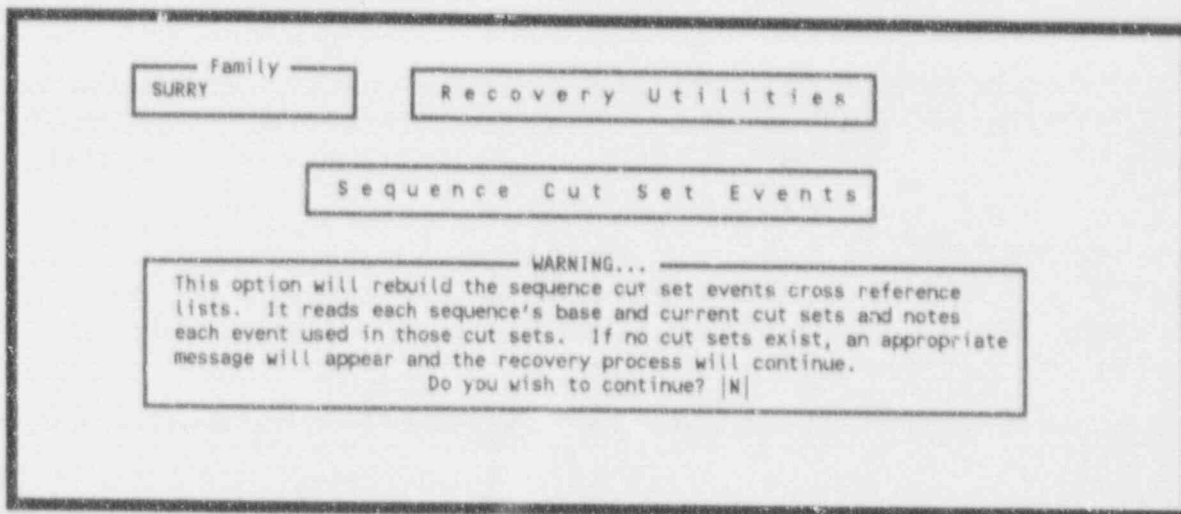 Family
SURRY
Recovery Utilities
Sequence Cut Set Events
WARNING...
This option will rebuild the sequence cut set events cross reference
lists. It reads each sequence's base and current cut sets and notes
each event used in those cut sets. If no cut sets exist, an appropriate
message will appear and the recovery process will continue.
Do you wish to continue? |N|